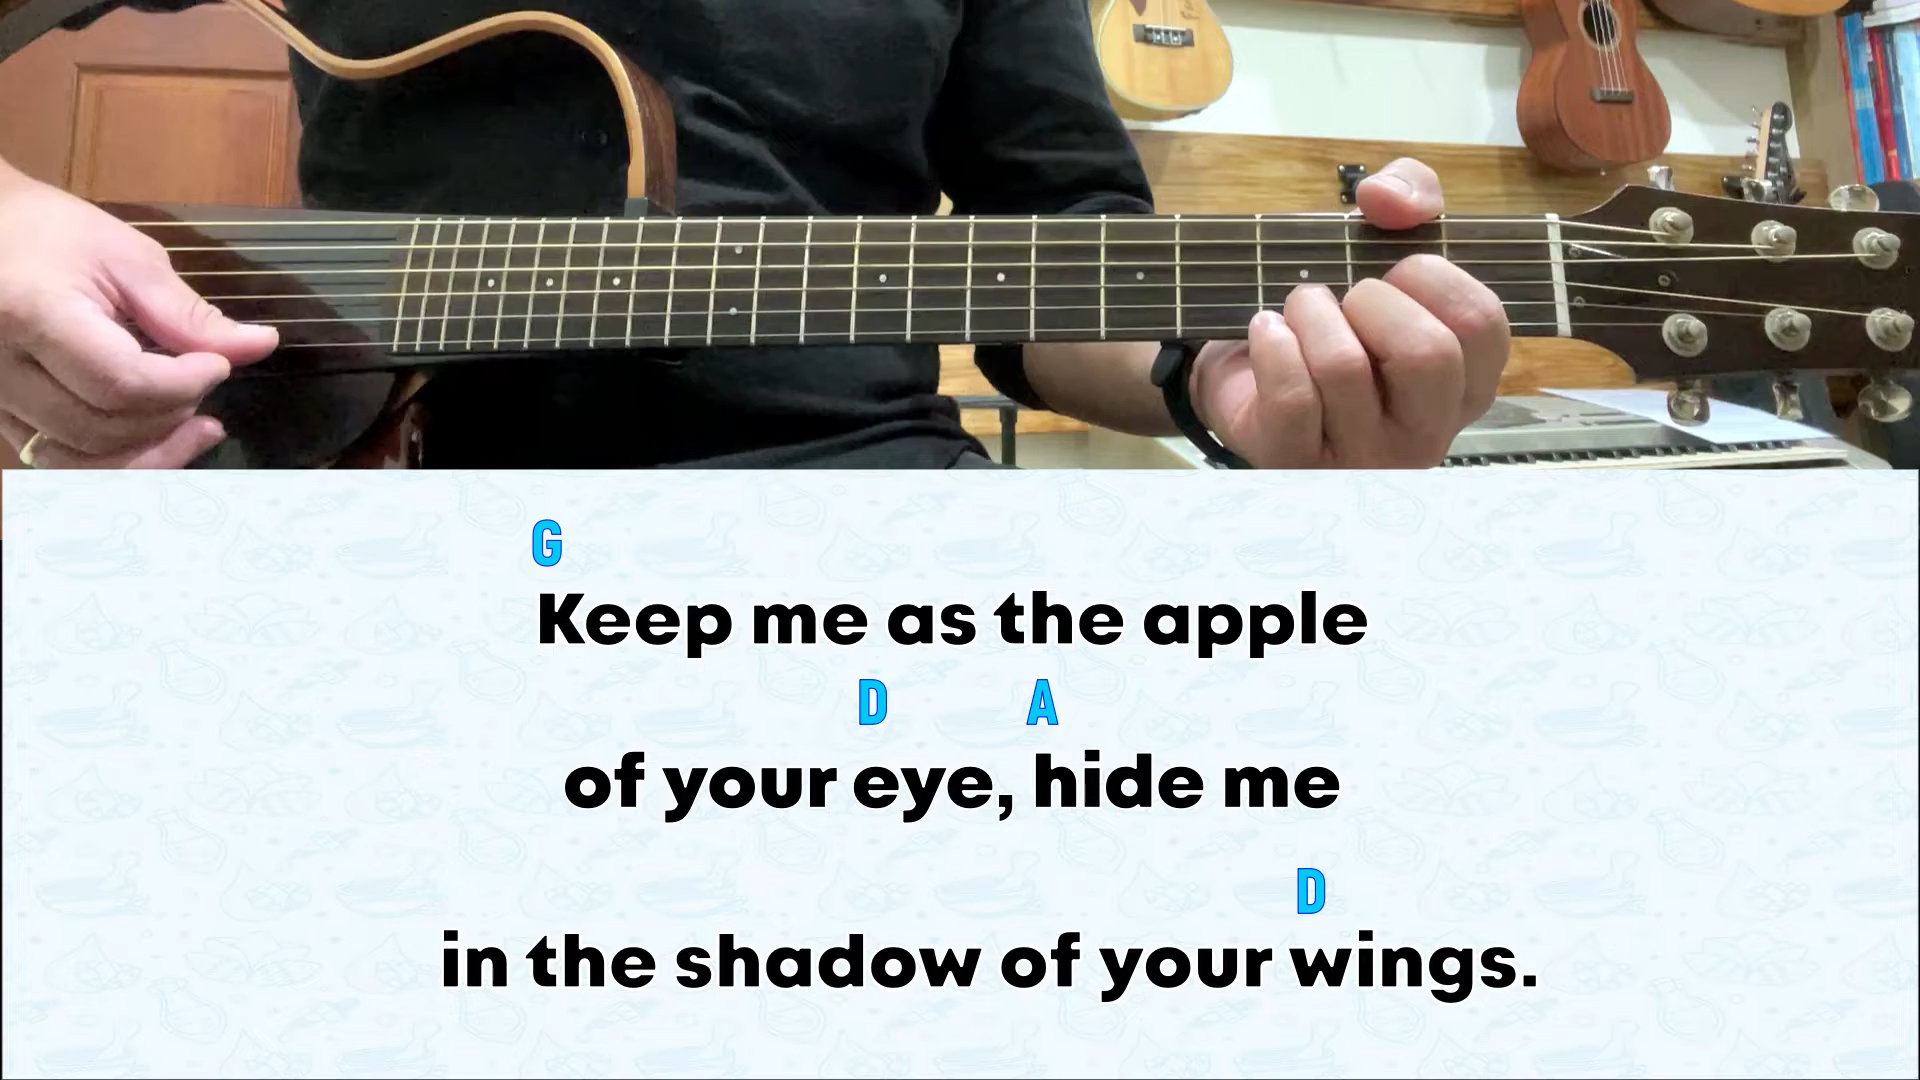 G
Keep me as the apple
D A
of your eye, hide me
D
in the shadow of your wings.